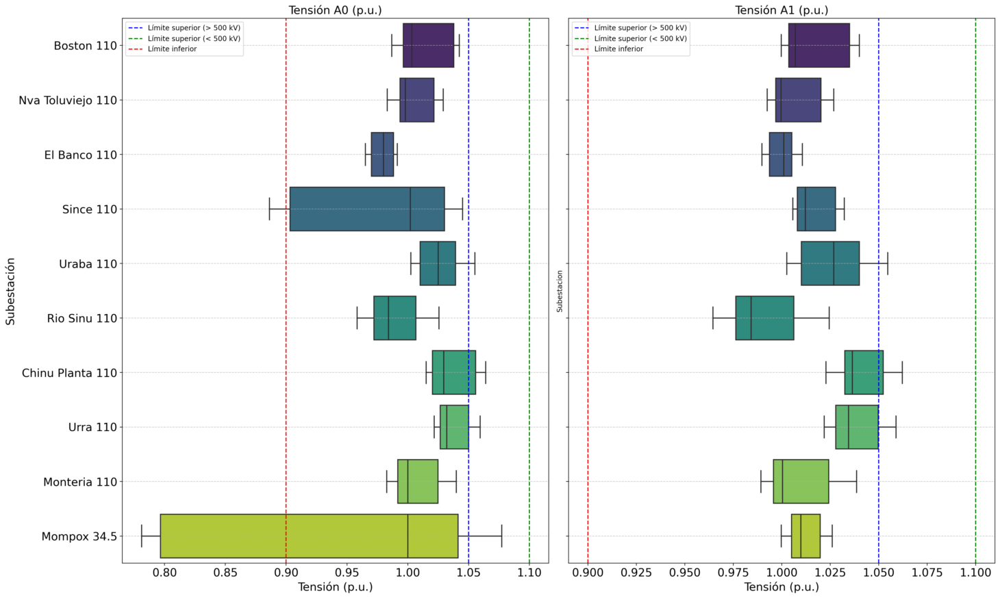 Tensión A0 (p.u.)
Límite superior (> 500 kV)
Límite superior (< 500 kV)
Límite inferior
Subestación
Boston 110
Nva Toluviejo 110
El Banco 110
Since 110
Uraba 110
Rio Sinu 110
Chinu Planta 110
Urra 110
Monteria 110
Mompox 34.5
0.80 0.85 0.90 0.95 1.00 1.05 1.10
Tensión (p.u.)
Tensión A1 (p.u.)
Límite superior (> 500 kV)
Límite superior (< 500 kV)
Límite inferior
Subestacion
0.900 0.925 0.950 0.975 1.000 1.025 1.050 1.075 1.100
Tensión (p.u.)